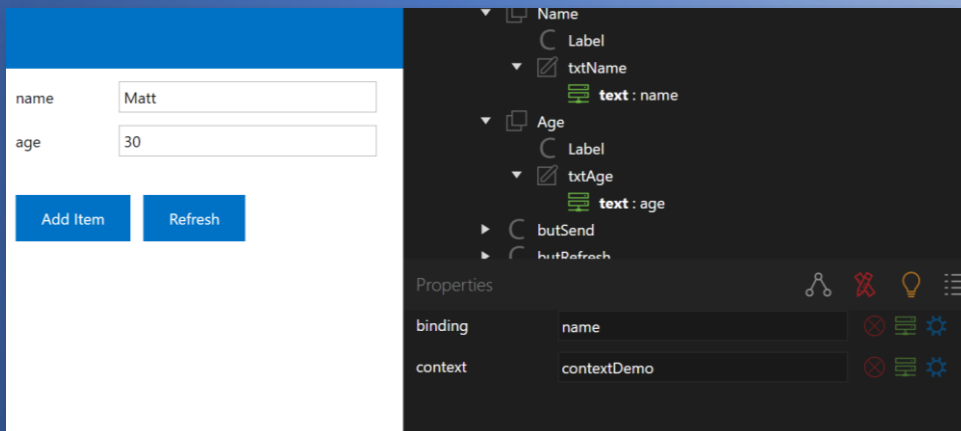 name
Matt
age
30
Add Item
Refresh
Name
Label
txtName
text : name
Age
Label
txtAge
text : age
butSend
butRefresh
Properties
binding
name
context
contextDemo